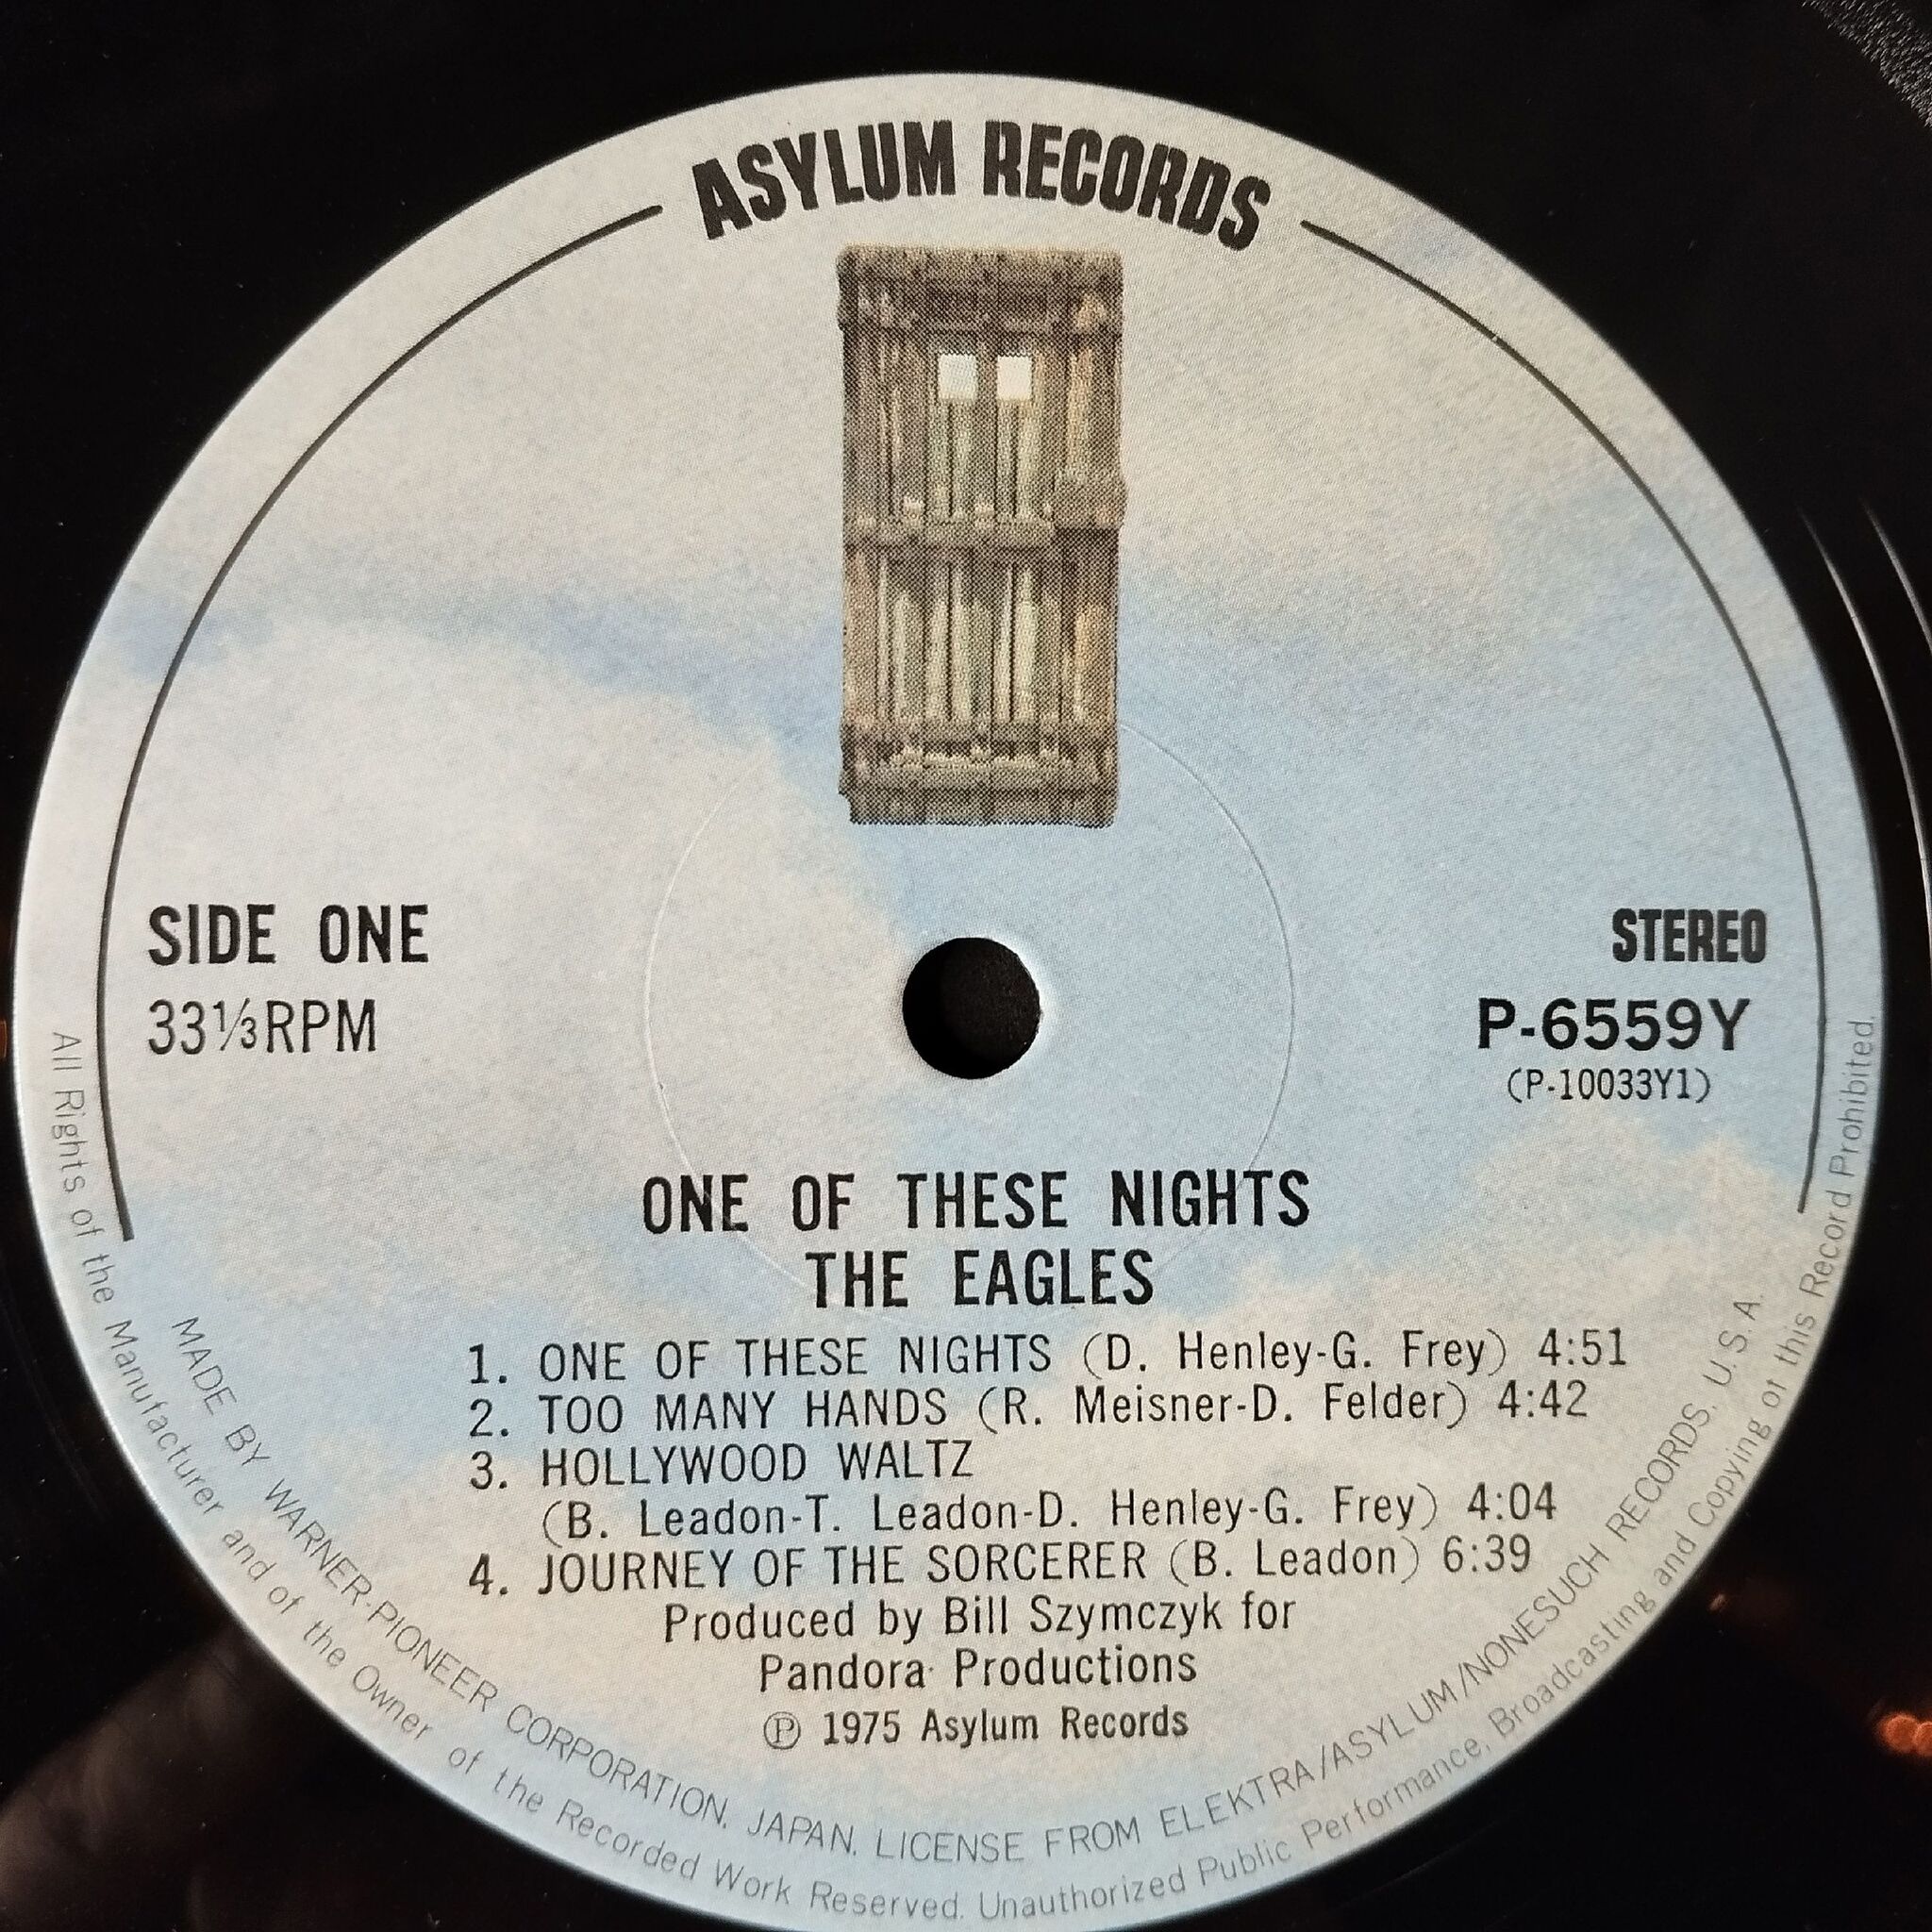 ASYLUM RECORDS
SIDE ONE
33⅓RPM
STEREO
P-6559Y
(P-10033Y1)
ONE OF THESE NIGHTS
THE EAGLES
1. ONE OF THESE NIGHTS (D. Henley-G. Frey) 4:51
2. TOO MANY HANDS (R. Meisner-D. Felder) 4:42
3. HOLLYWOOD WALTZ
(B. Leadon-T. Leadon-D. Henley-G. Frey) 4:04
4. JOURNEY OF THE SORCERER (B. Leadon) 6:39
Produced by Bill Szymczyk for
Pandora Productions
℗ 1975 Asylum Records
MADE BY WARNER-PIONEER CORPORATION, JAPAN. LICENSE FROM ELEKTRA/ASYLUM/NONESUCH RECORDS, U.S.A.
All Rights of the Manufacturer and of the Owner of the Recorded Work Reserved. Unauthorized Public Performance, Broadcasting and Copying of this Record Prohibited.